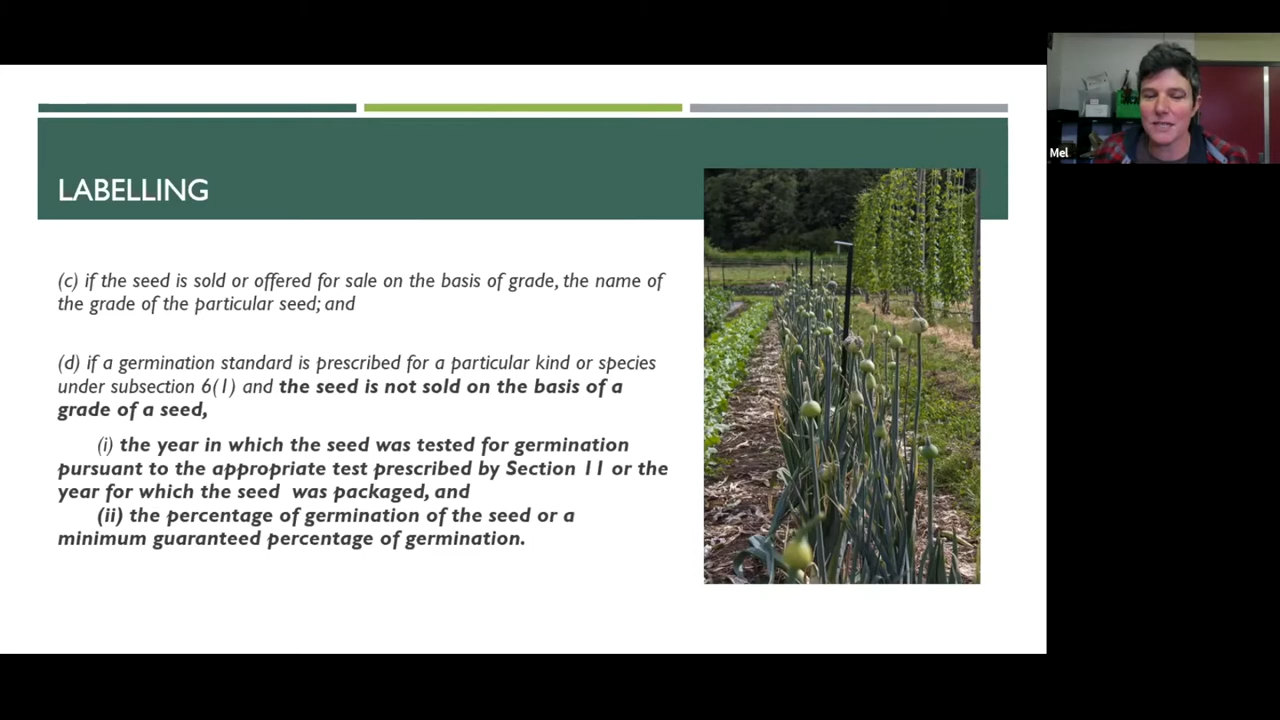 LABELLING
(c) if the seed is sold or offered for sale on the basis of grade, the name of
the grade of the particular seed; and
(d) if a germination standard is prescribed for a particular kind or species
under subsection 6(1) and the seed is not sold on the basis of a
grade of a seed,
(i) the year in which the seed was tested for germination
pursuant to the appropriate test prescribed by Section 11 or the
year for which the seed was packaged, and
(ii) the percentage of germination of the seed or a
minimum guaranteed percentage of germination.
Mel